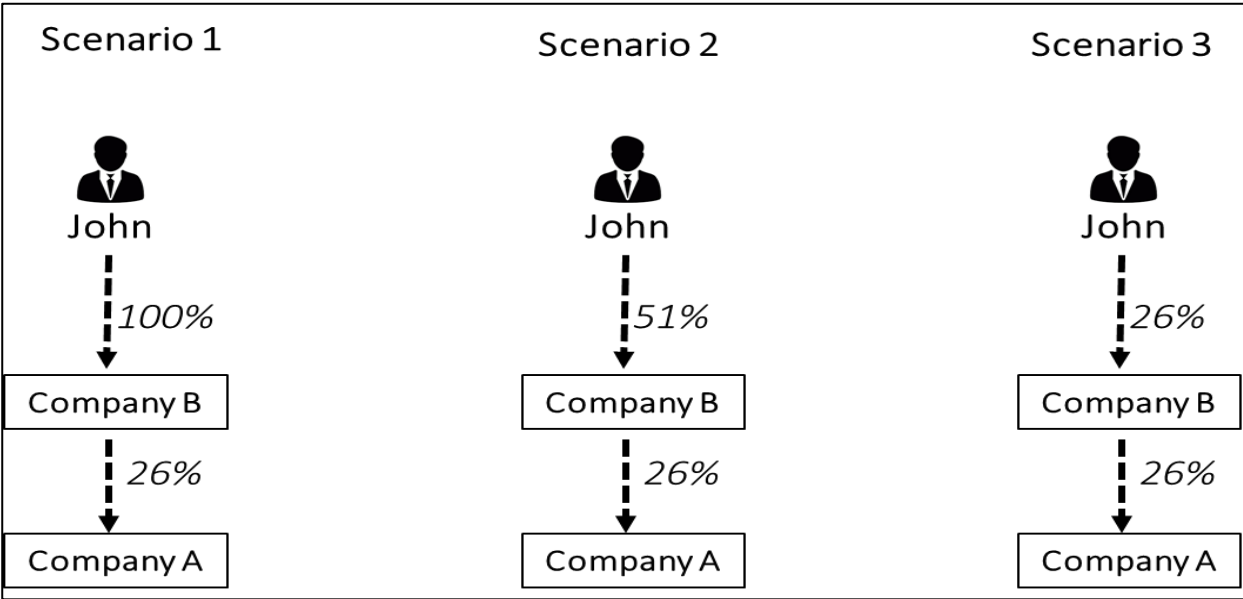 Scenario 1
Scenario 2
Scenario 3
John
John
John
100%
51%
26%
Company B
Company B
Company B
26%
26%
26%
Company A
Company A
Company A